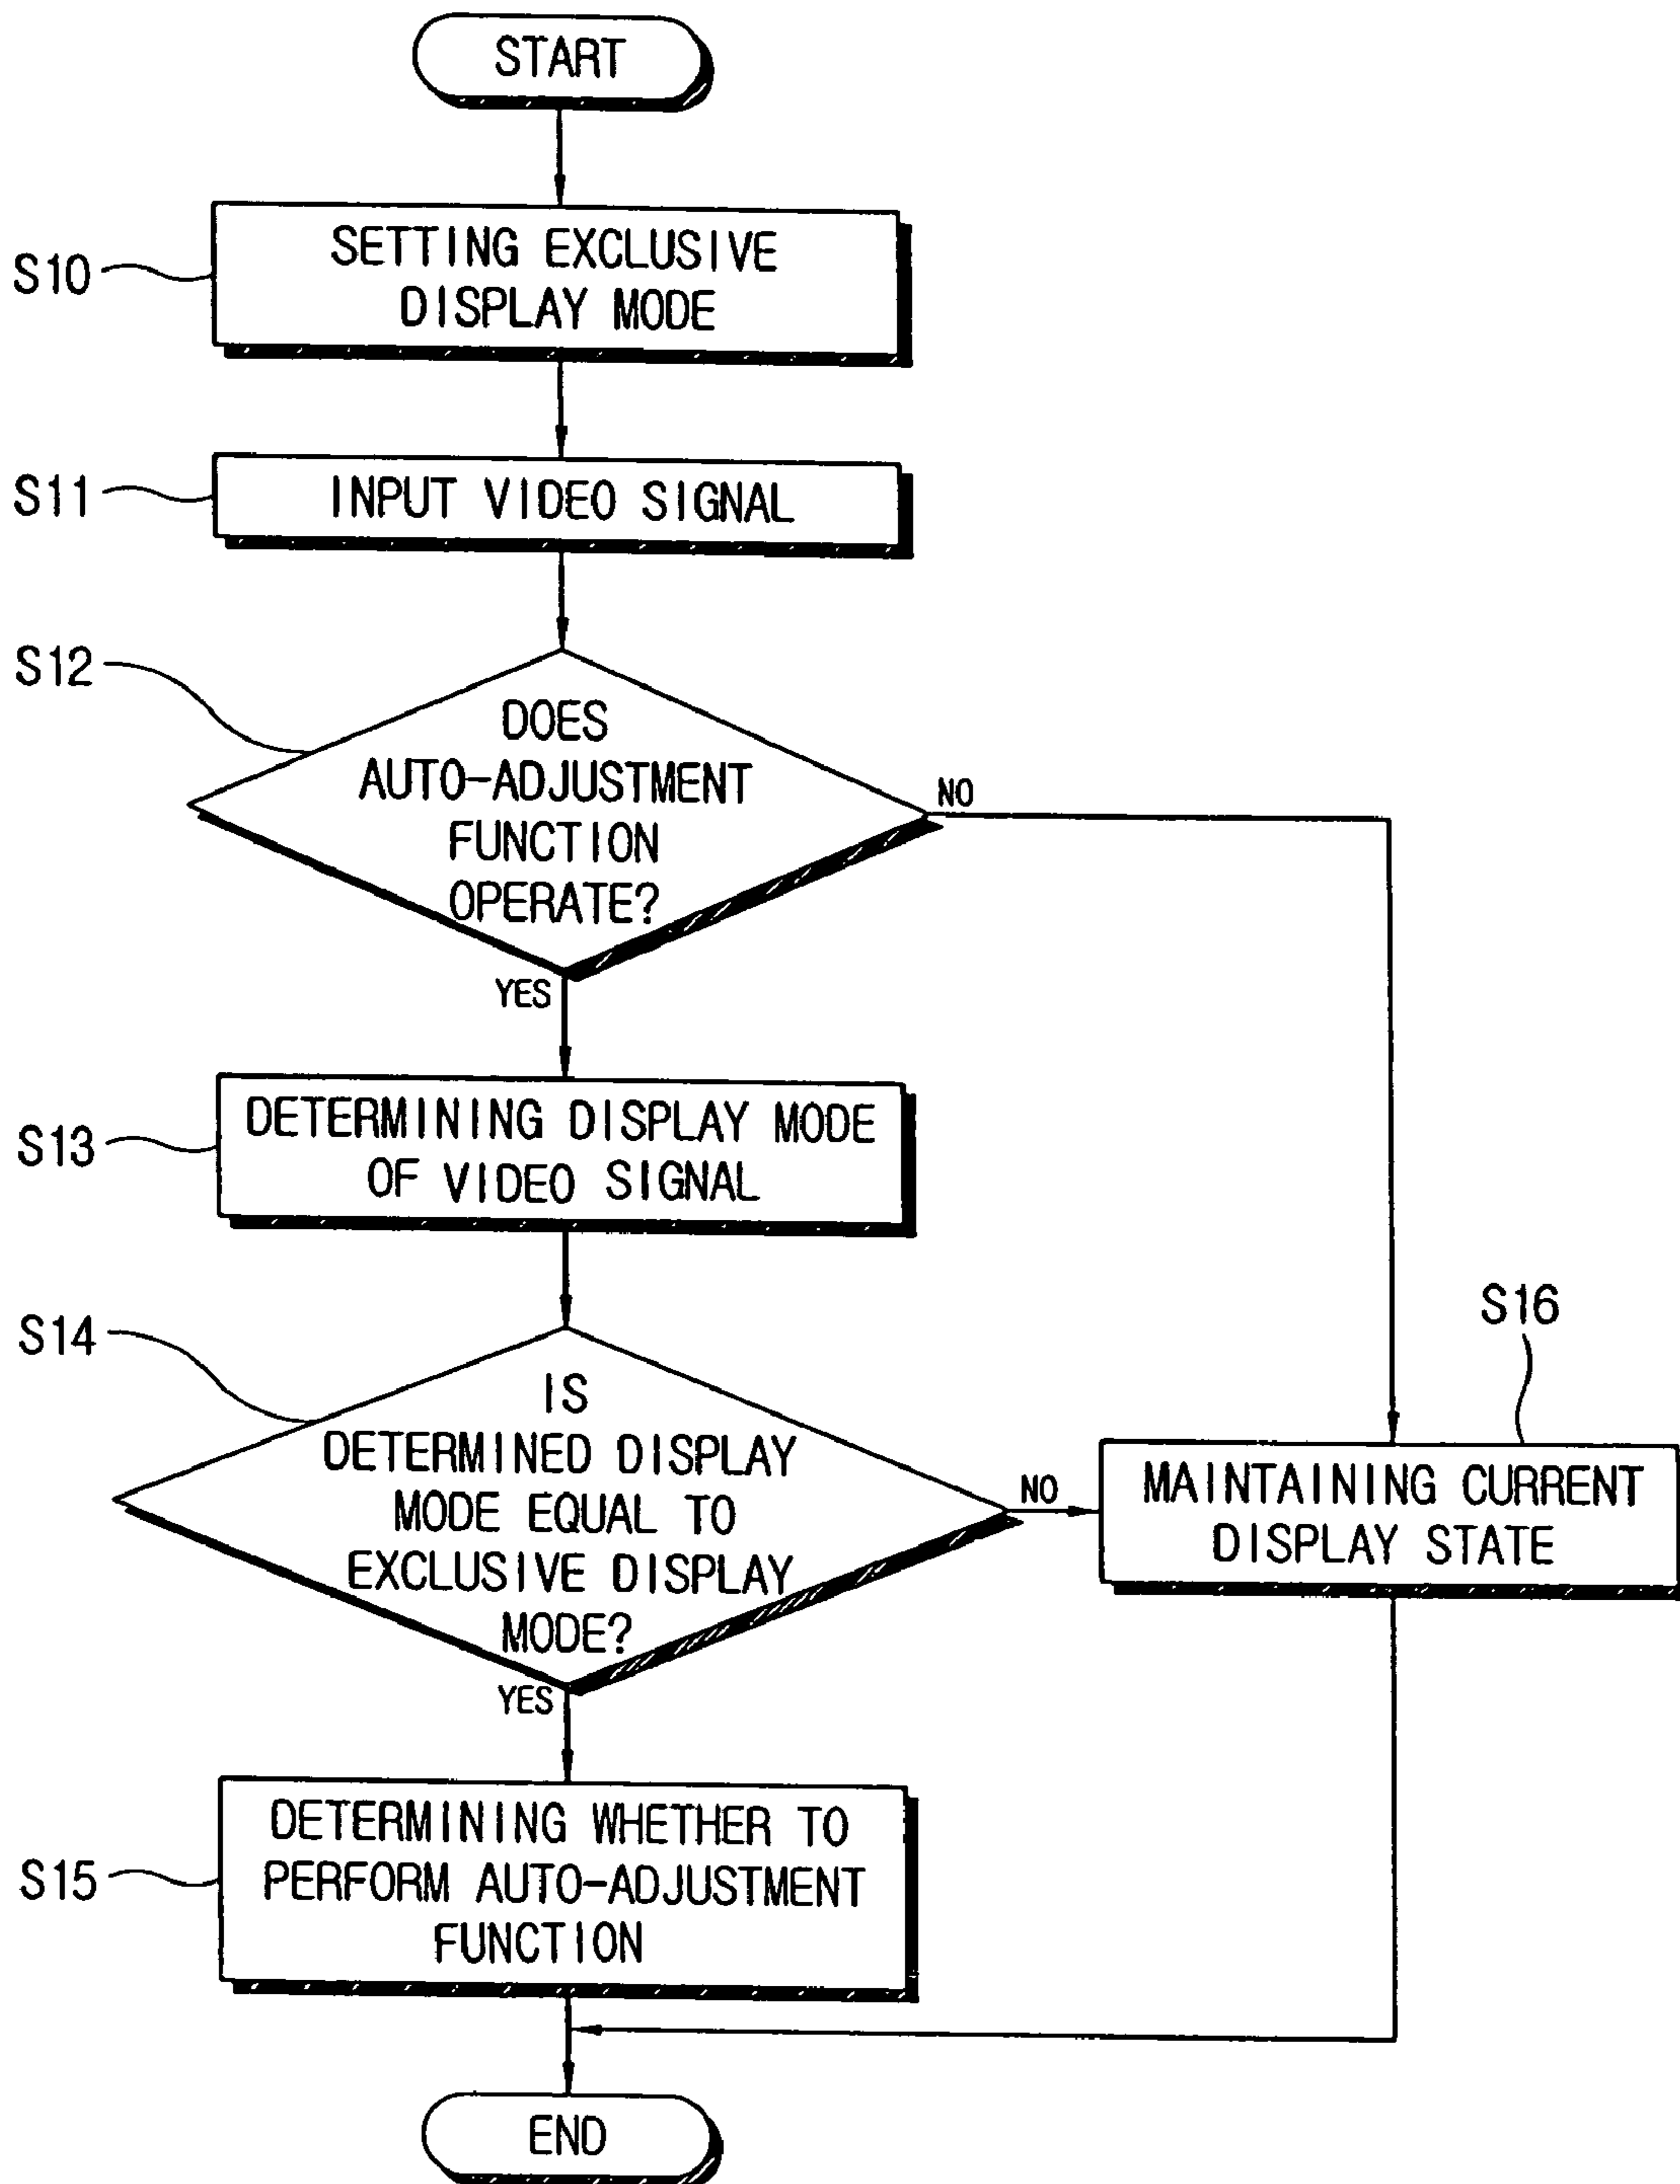 START
S10
SETTING EXCLUSIVE
DISPLAY MODE
S11
INPUT VIDEO SIGNAL
S12
DOES
AUTO-ADJUSTMENT
FUNCTION
OPERATE?
NO
YES
S13
DETERMINING DISPLAY MODE
OF VIDEO SIGNAL
S14
IS
DETERMINED DISPLAY
MODE EQUAL TO
EXCLUSIVE DISPLAY
MODE?
NO
YES
S16
MAINTAINING CURRENT
DISPLAY STATE
S15
DETERMINING WHETHER TO
PERFORM AUTO-ADJUSTMENT
FUNCTION
END